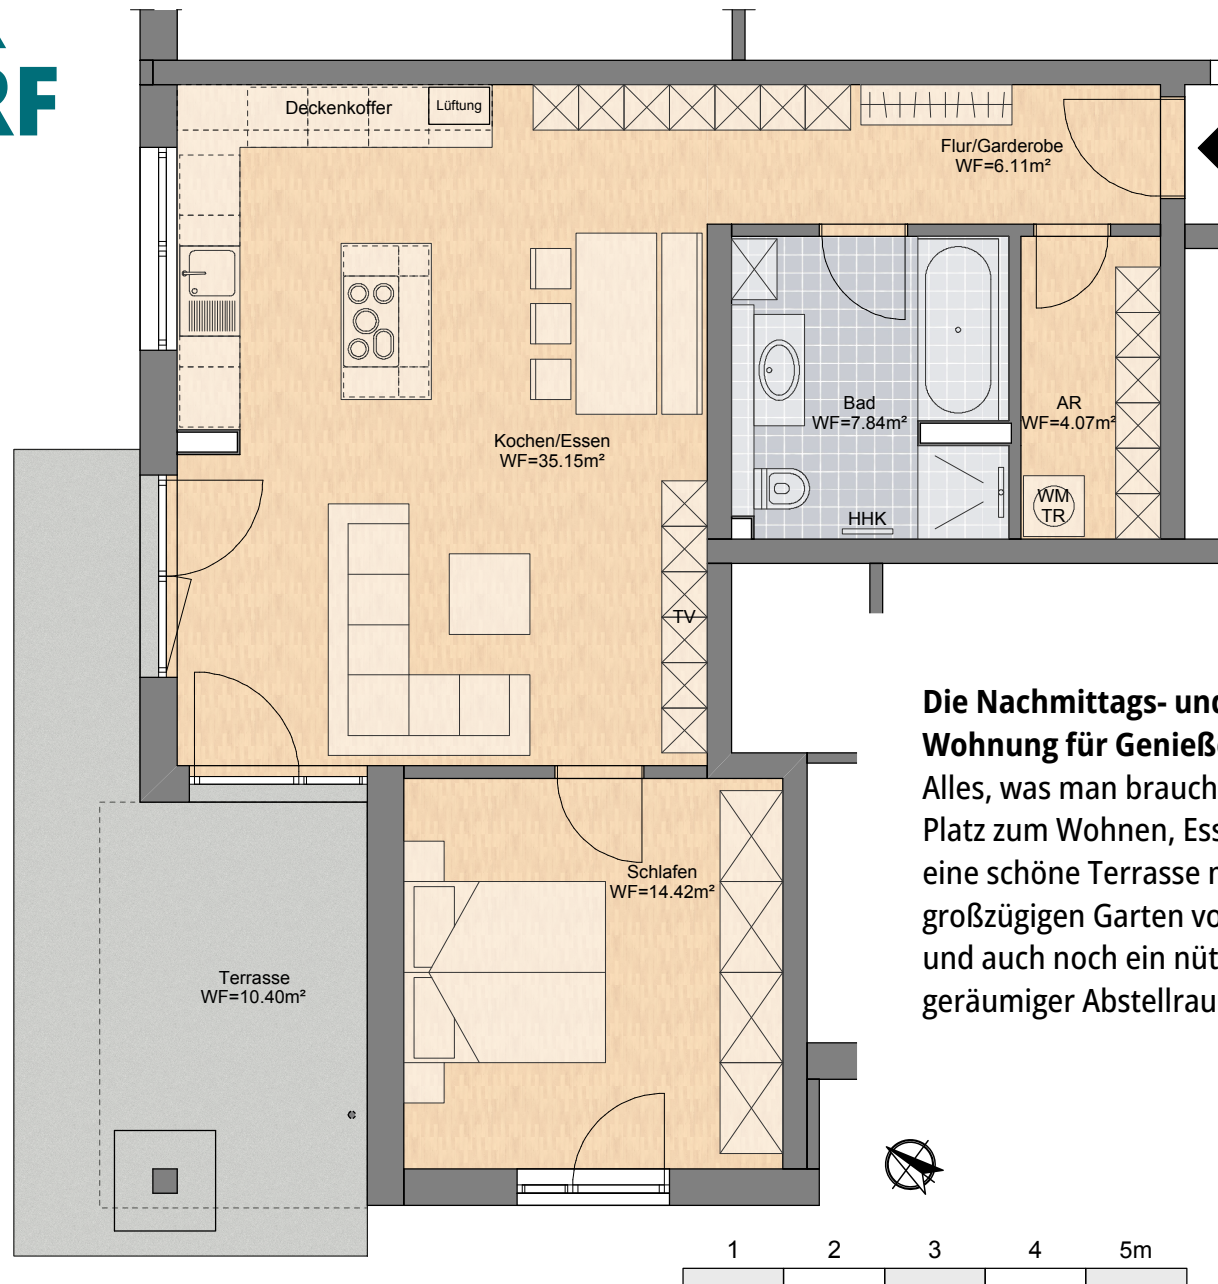 RF
Deckenkoffer
Lüftung
Flur/Garderobe
WF=6.11m²
Kochen/Essen
WF=35.15m²
Bad
WF=7.84m²
AR
WF=4.07m²
WM
TR
HHK
TV
Schlafen
WF=14.42m²
Terrasse
WF=10.40m²
Die Nachmittags- und
Wohnung für Genieße
Alles, was man brauch
Platz zum Wohnen, Ess
eine schöne Terrasse
großzügigen Garten vo
und auch noch ein nüt
geräumiger Abstellrau
1 2 3 4 5m